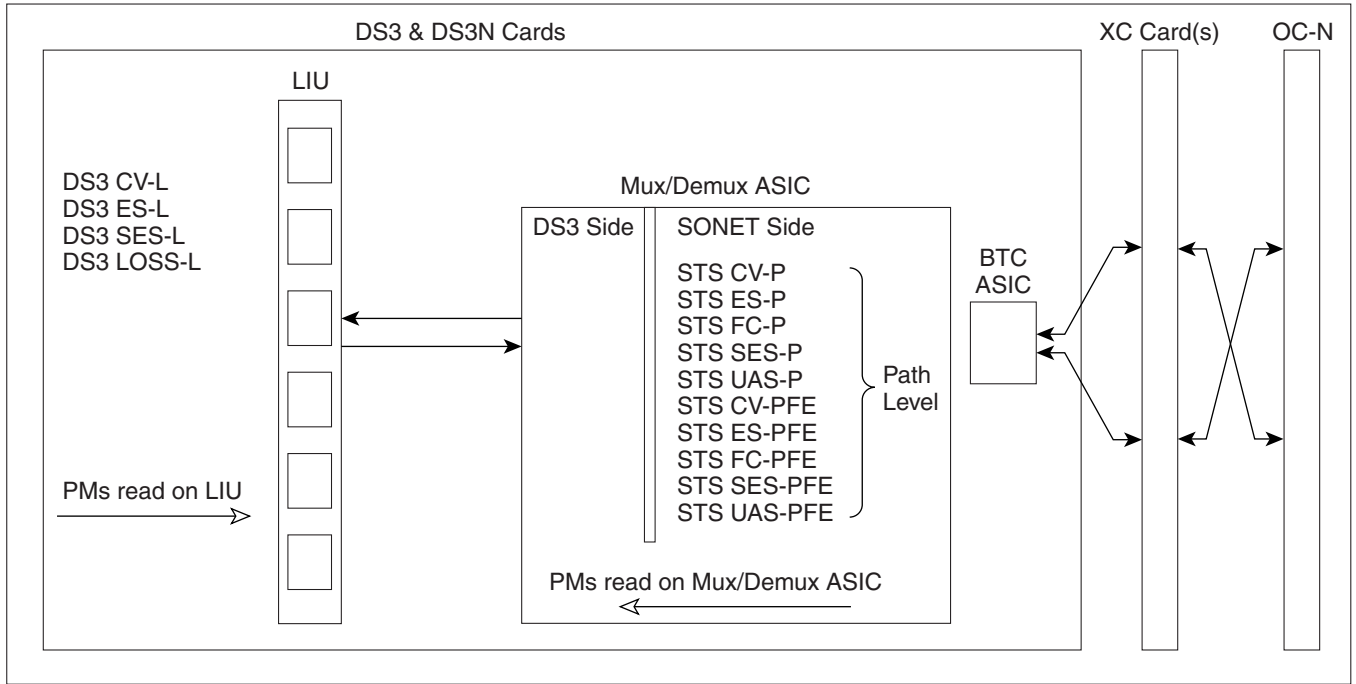 DS3 & DS3N Cards
XC Card(s)
OC-N
LIU
DS3 CV-L
DS3 ES-L
DS3 SES-L
DS3 LOSS-L
Mux/Demux ASIC
DS3 Side
SONET Side
STS CV-P
STS ES-P
STS FC-P
STS SES-P
STS UAS-P
STS CV-PFE
STS ES-PFE
STS FC-PFE
STS SES-PFE
STS UAS-PFE
Path
Level
BTC
ASIC
PMs read on LIU
PMs read on Mux/Demux ASIC